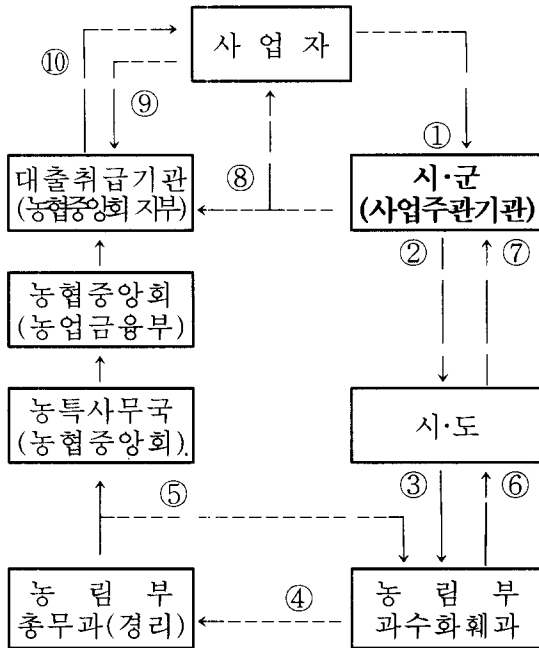 ⑩
사 업 자
⑨
①
대출취급기관
(농협중앙회 지부)
⑧
시·군
(사업주관기관)
②
⑦
농협중앙회
(농업금융부)
농특사무국
(농협중앙회)
시·도
⑤
③
⑥
농 림 부
총무과(경리)
④
농 림 부
과수화훼과